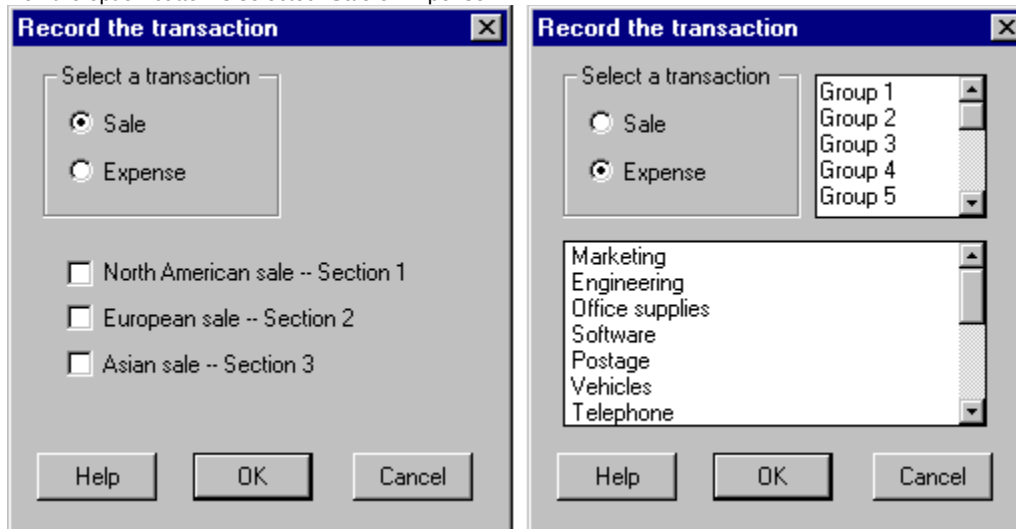 Record the transaction
Select a transaction
Sale
Expense
North American sale -- Section 1
European sale -- Section 2
Asian sale -- Section 3
Help
OK
Cancel
Record the transaction
Select a transaction
Sale
Expense
Group 1
Group 2
Group 3
Group 4
Group 5
Marketing
Engineering
Office supplies
Software
Postage
Vehicles
Telephone
Help
OK
Cancel